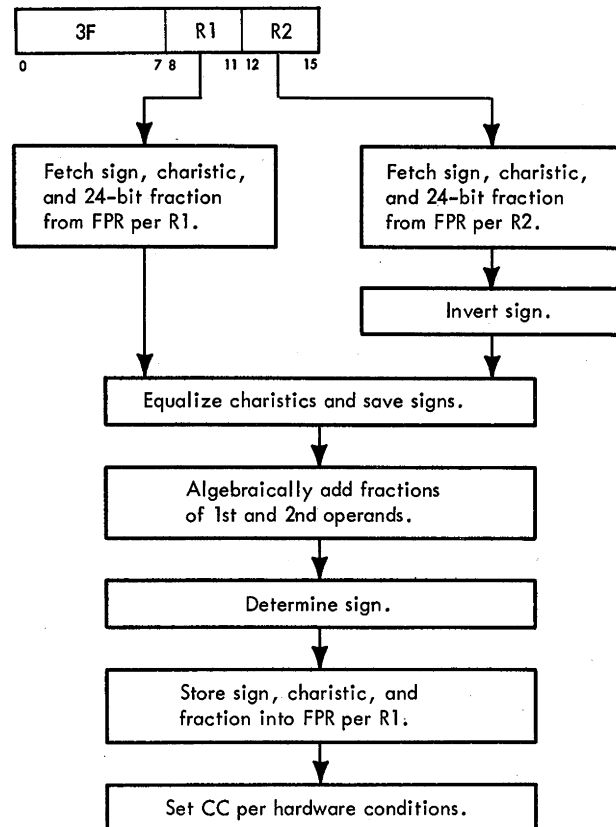 3F R1 R2
0 7 8 11 12 15
Fetch sign, charistic,
and 24-bit fraction
from FPR per R1.
Fetch sign, charistic,
and 24-bit fraction
from FPR per R2.
Invert sign.
Equalize charistics and save signs.
Algebraically add fractions
of 1st and 2nd operands.
Determine sign.
Store sign, charistic, and
fraction into FPR per R1.
Set CC per hardware conditions.